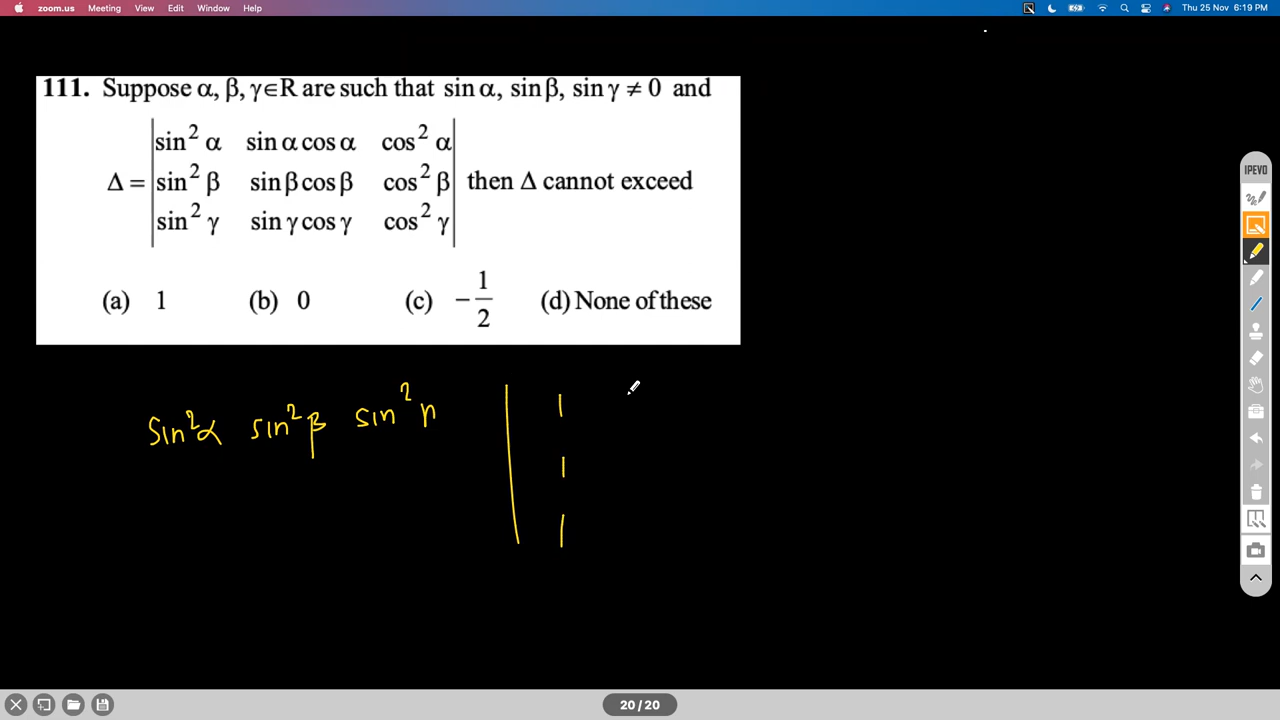 zoom.us Meeting View Edit Window Help Thu 25 Nov 6:19 PM
111. Suppose α, β, γ∈R are such that sin α, sin β, sin γ ≠ 0 and
Δ = |sin² α sin α cos α cos² α|
|sin² β sin β cos β cos² β| then Δ cannot exceed
|sin² γ sin γ cos γ cos² γ|
(a) 1 (b) 0 (c) −1/2 (d) None of these
sin²α sin²β sin²γ | 1
1
1
IPEVO
20 / 20